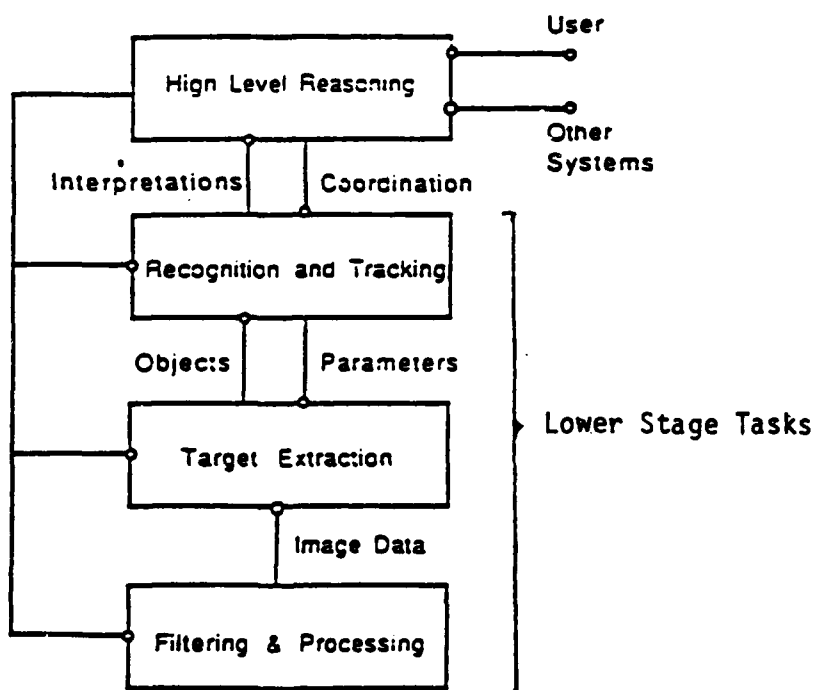 User
Hign Level Reasoning
Other
Systems
Interpretations
Coordination
Recognition and Tracking
Objects
Parameters
Lower Stage Tasks
Target Extraction
Image Data
Filtering & Processing